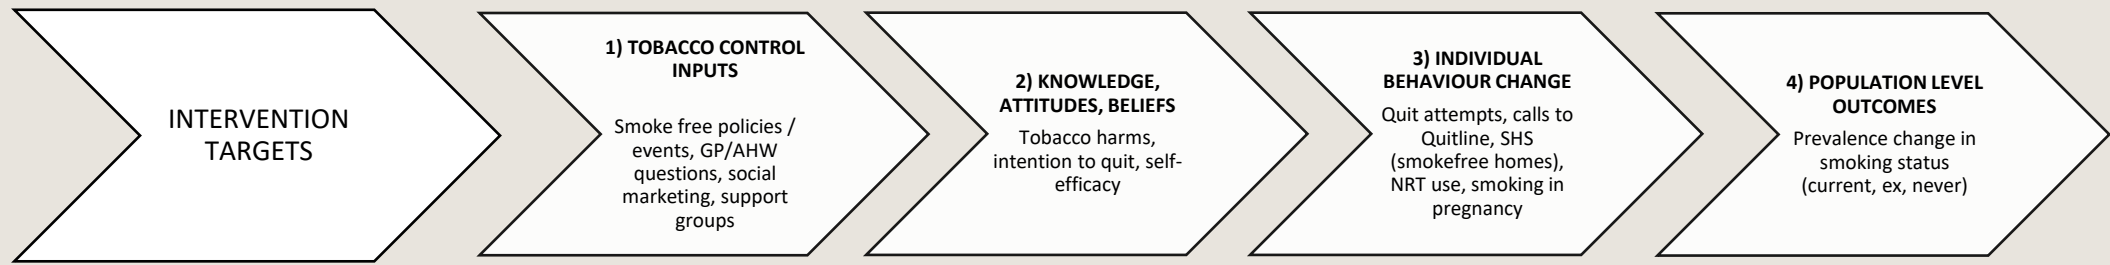 INTERVENTION
TARGETS
1) TOBACCO CONTROL
INPUTS
Smoke free policies /
events, GP/AHW
questions, social
marketing, support
groups
2) KNOWLEDGE,
ATTITUDES, BELIEFS
Tobacco harms,
intention to quit, self-
efficacy
3) INDIVIDUAL
BEHAVIOUR CHANGE
Quit attempts, calls to
Quitline, SHS
(smokefree homes),
NRT use, smoking in
pregnancy
4) POPULATION LEVEL
OUTCOMES
Prevalence change in
smoking status
(current, ex, never)